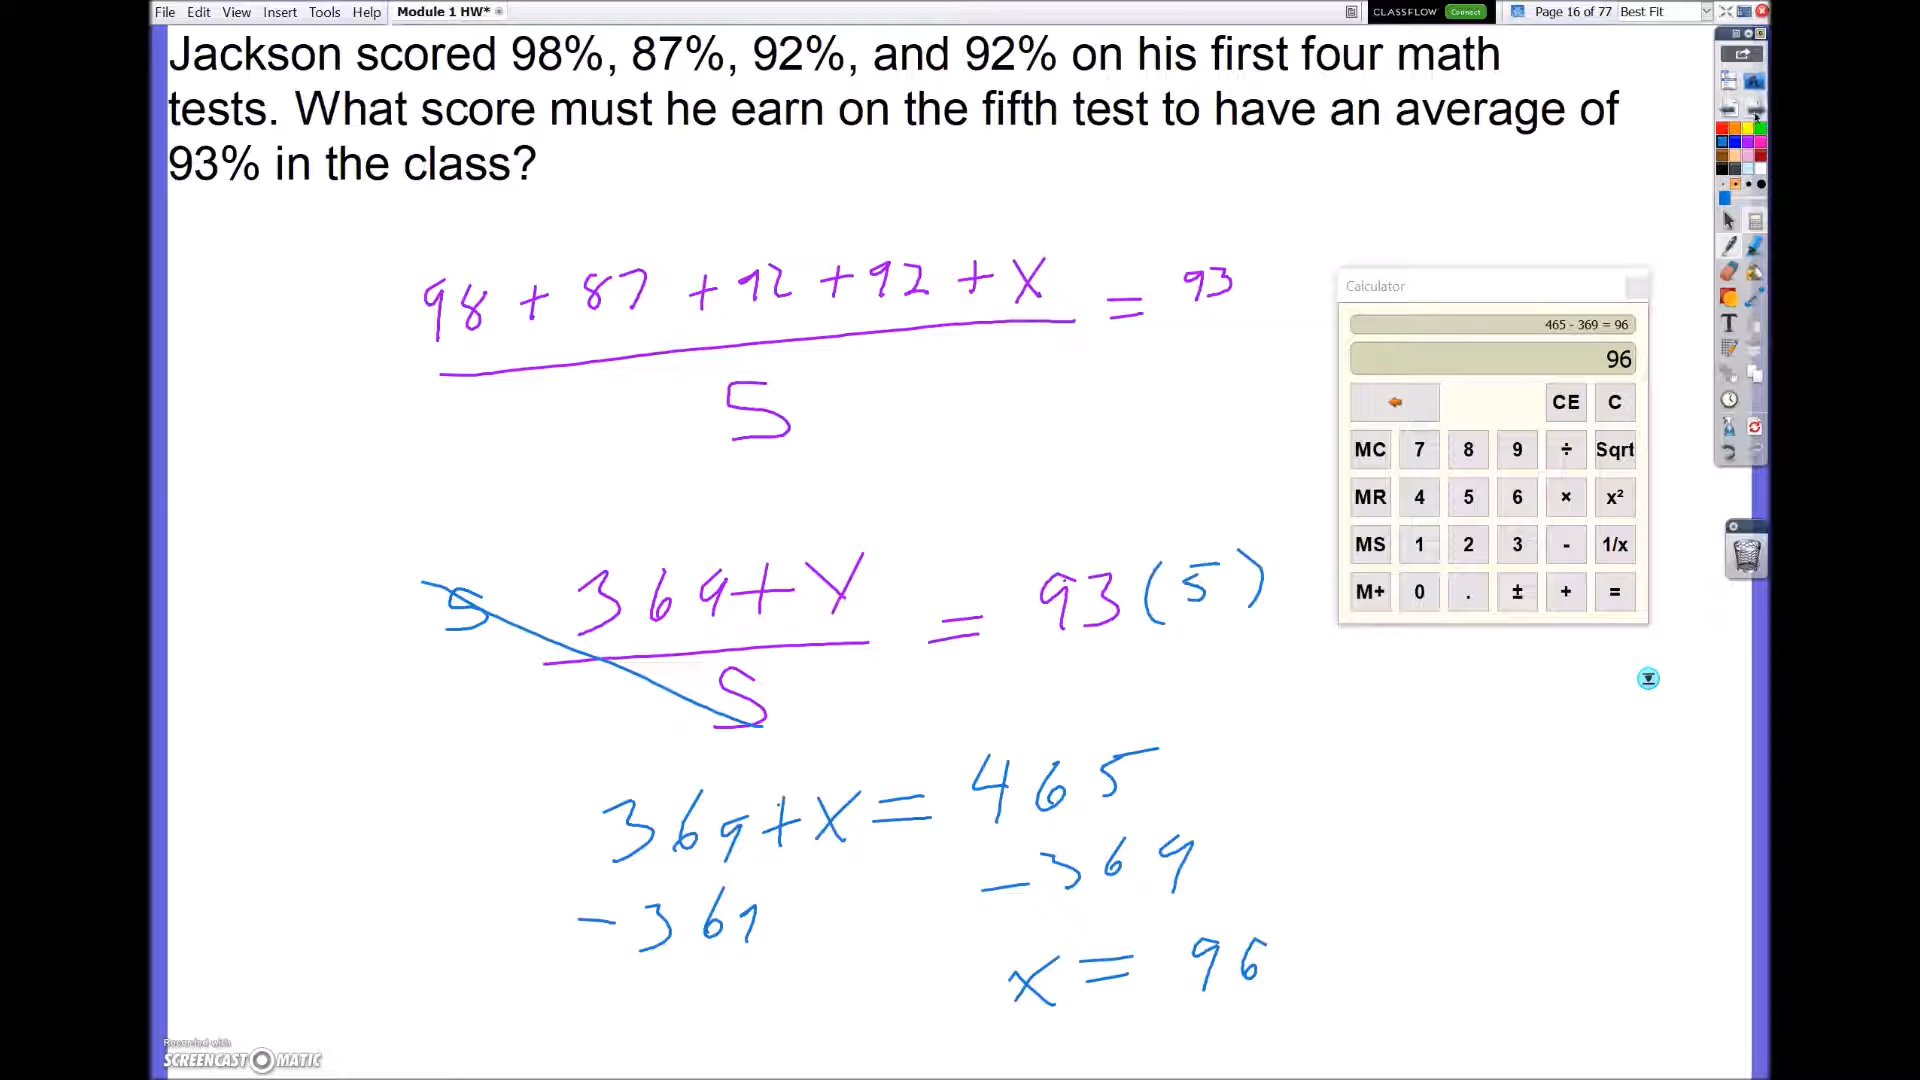 File Edit View Insert Tools Help Module 1 HW* CLASSFLOW Connect Page 16 of 77 Best Fit
Jackson scored 98%, 87%, 92%, and 92% on his first four math
tests. What score must he earn on the fifth test to have an average of
93% in the class?
98 + 87 + 92 + 92 + X = 93
5
5 369 + X = 93 (5)
5
369 + X = 465
- 369 - 369
x = 96
Calculator
465 - 369 = 96
96
CE C
MC 7 8 9 ÷ Sqrt
MR 4 5 6 × x²
MS 1 2 3 - 1/x
M+ 0 . ± + =
T
Recorded with
SCREENCAST-O-MATIC